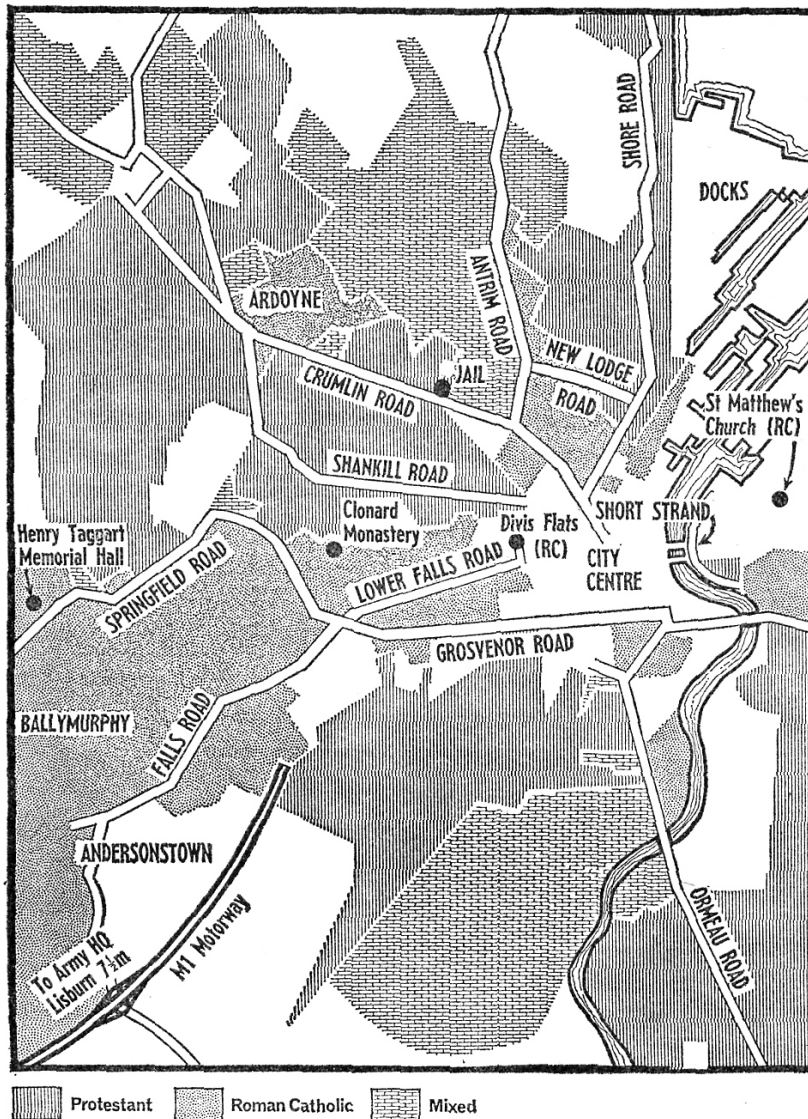 SHORE ROAD
DOCKS
ARDOYNE
ANTRIM ROAD
JAIL
NEW LODGE
ROAD
CRUMLIN ROAD
St Matthew's
Church (RC)
SHANKILL ROAD
Clonard
Monastery
Divis Flats
(RC)
SHORT STRAND
CITY
CENTRE
Henry Taggart
Memorial Hall
SPRINGFIELD ROAD
LOWER FALLS ROAD
GROSVENOR ROAD
BALLYMURPHY
FALLS ROAD
ANDERSONSTOWN
To Army HQ
Lisburn 7½m
M1 Motorway
ORMEAU ROAD
Protestant
Roman Catholic
Mixed